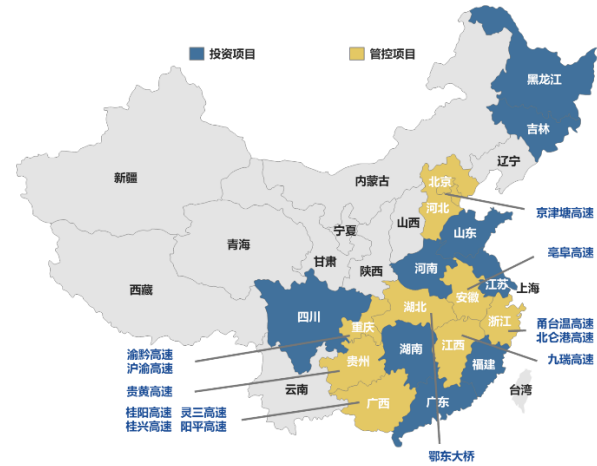 投资项目
管控项目
黑龙江
吉林
辽宁
新疆
内蒙古
北京
河北
京津塘高速
山西
宁夏
山东
青海
甘肃
陕西
河南
亳阜高速
西藏
江苏
上海
安徽
四川
湖北
重庆
浙江
甬台温高速
北仑港高速
渝黔高速
沪渝高速
湖南
江西
九瑞高速
贵州
福建
贵黄高速
云南
台湾
广西
广东
桂阳高速 灵三高速
桂兴高速 阳平高速
鄂东大桥